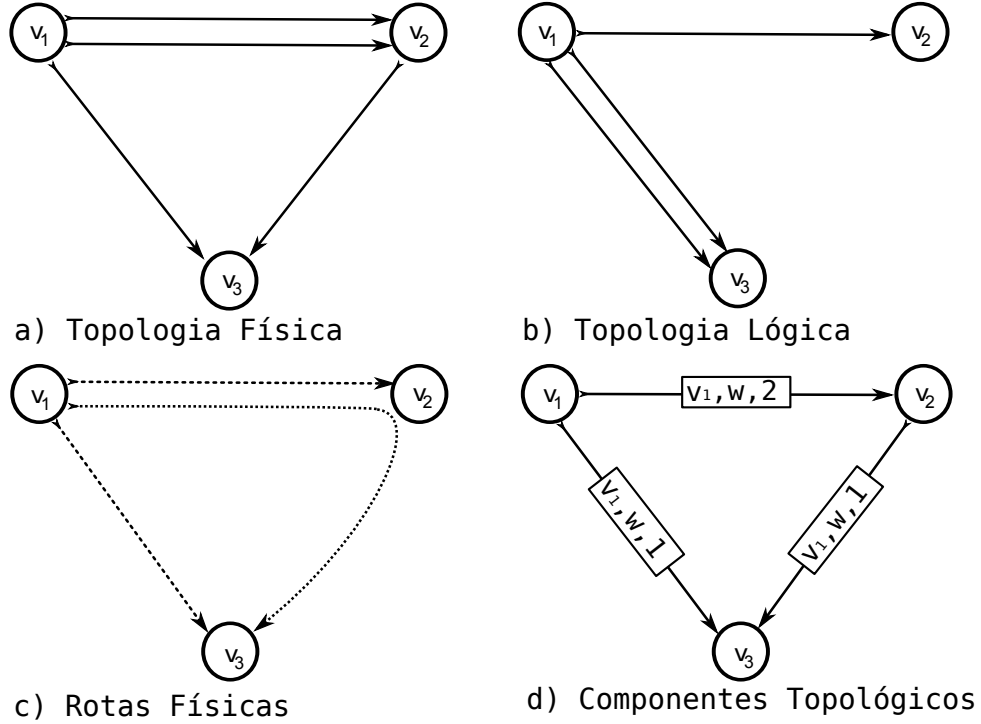 v1 v2 v1 v2
v3 v3
a) Topologia Física
b) Topologia Lógica
v1 v2 v1 v1,w,2 v2
v1,w,1 v1,w,1
v3 v3
c) Rotas Físicas
d) Componentes Topológicos